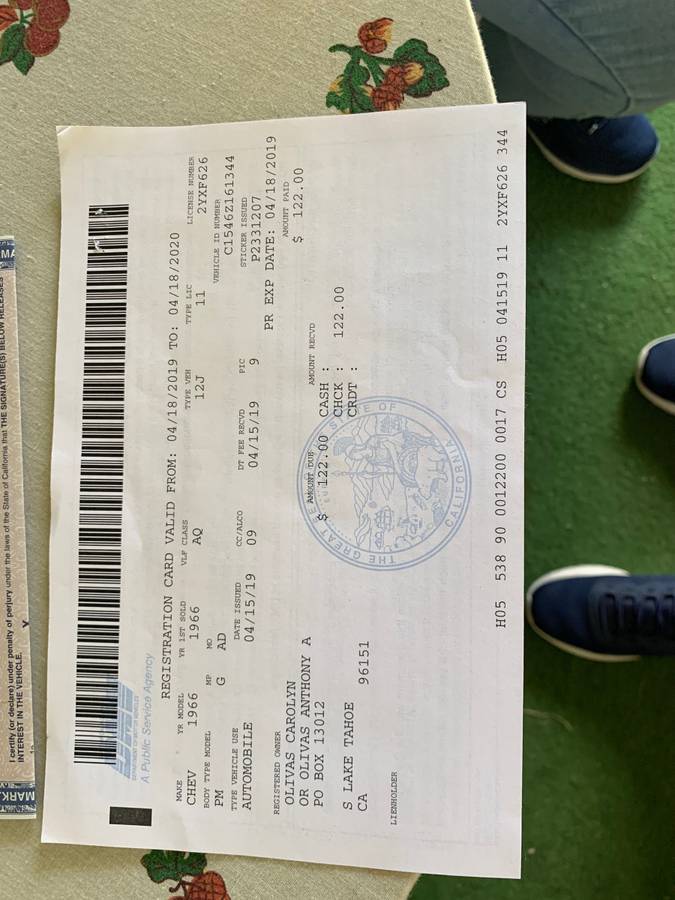 A Public Service Agency
REGISTRATION CARD VALID FROM: 04/18/2019 TO: 04/18/2020
MAKE YR MODEL YR 1ST SOLD VLF CLASS TYPE VEH TYPE LIC LICENSE NUMBER
CHEV 1966 1966 AQ 12J 11 2YXF626
BODY TYPE MODEL MP MO VEHICLE ID NUMBER
PM G AD C1546Z161344
TYPE VEHICLE USE DATE ISSUED CC/ALCO DT FEE RECVD PIC STICKER ISSUED
AUTOMOBILE 04/15/19 09 04/15/19 9 P2331207
PR EXP DATE: 04/18/2019
REGISTERED OWNER AMOUNT PAID
OLIVAS CAROLYN $ 122.00
OR OLIVAS ANTHONY A AMOUNT DUE AMOUNT RECVD
PO BOX 13012 $ 122.00 CASH :
CHCK : 122.00
S LAKE TAHOE CRDT :
CA 96151
LIENHOLDER
H05 538 90 0012200 0017 CS H05 041519 11 2YXF626 344
THE GREAT STATE OF CALIFORNIA
I certify (or declare) under penalty of perjury under the laws of the State of California that THE SIGNATURE(S) BELOW RELEASES
INTEREST IN THE VEHICLE.
MARK